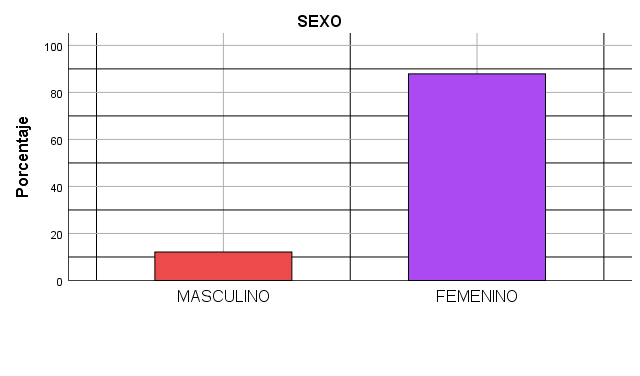 SEXO
Porcentaje
100
80
60
40
20
0
MASCULINO
FEMENINO